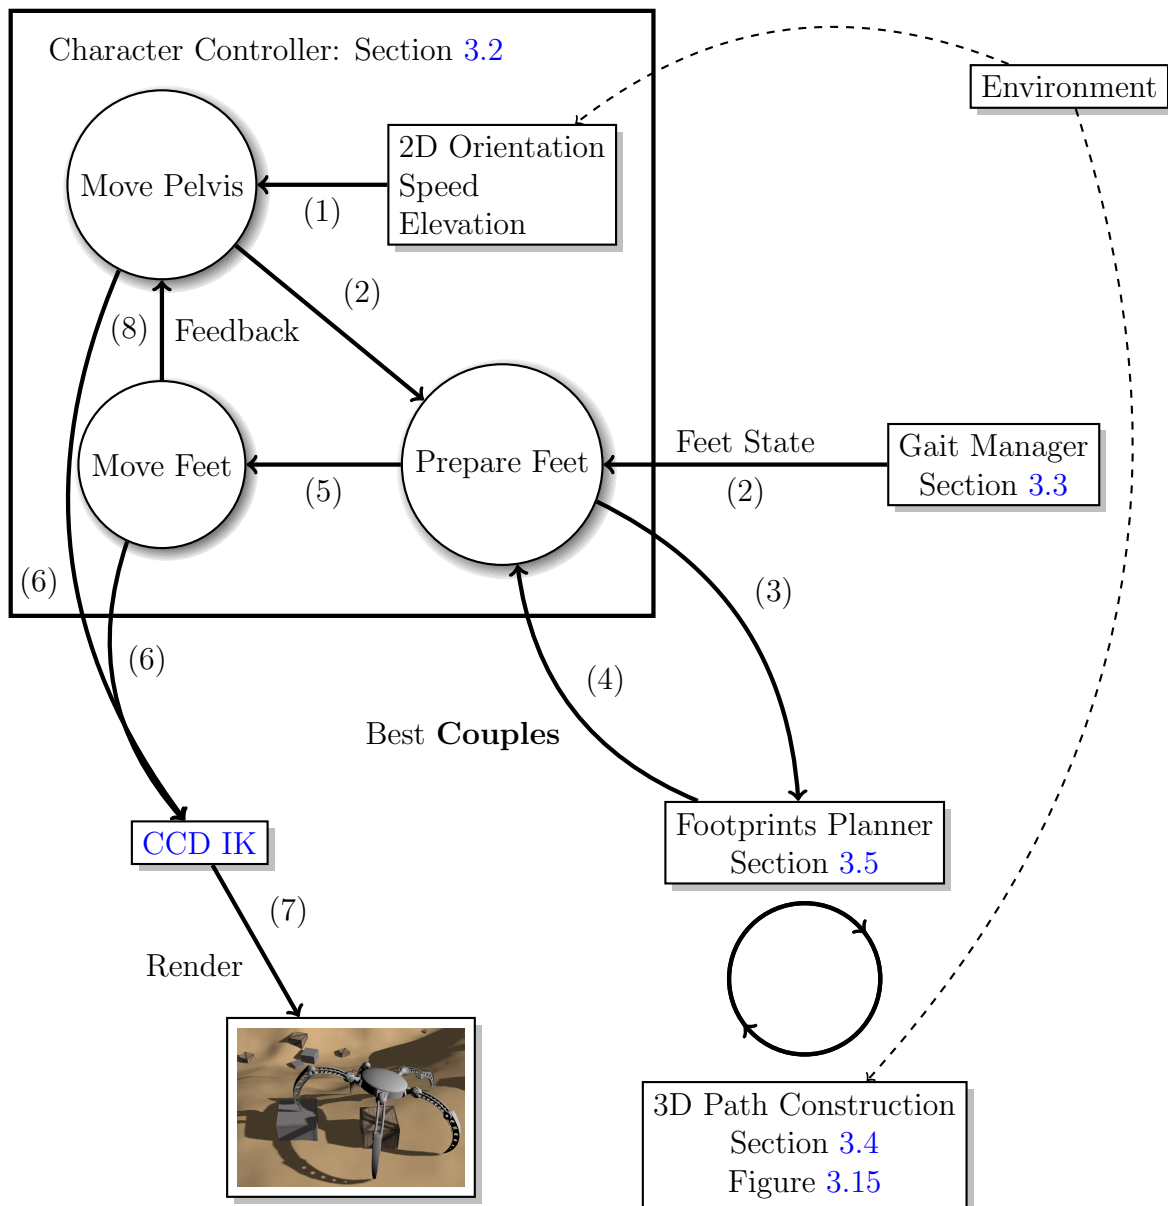 Character Controller: Section 3.2
Environment
2D Orientation
Speed
Elevation
Move Pelvis
(1)
(2)
(8)
Feedback
Move Feet
(5)
Prepare Feet
Feet State
(2)
Gait Manager
Section 3.3
(6)
(3)
(6)
(4)
Best Couples
CCD IK
Footprints Planner
Section 3.5
(7)
Render
3D Path Construction
Section 3.4
Figure 3.15